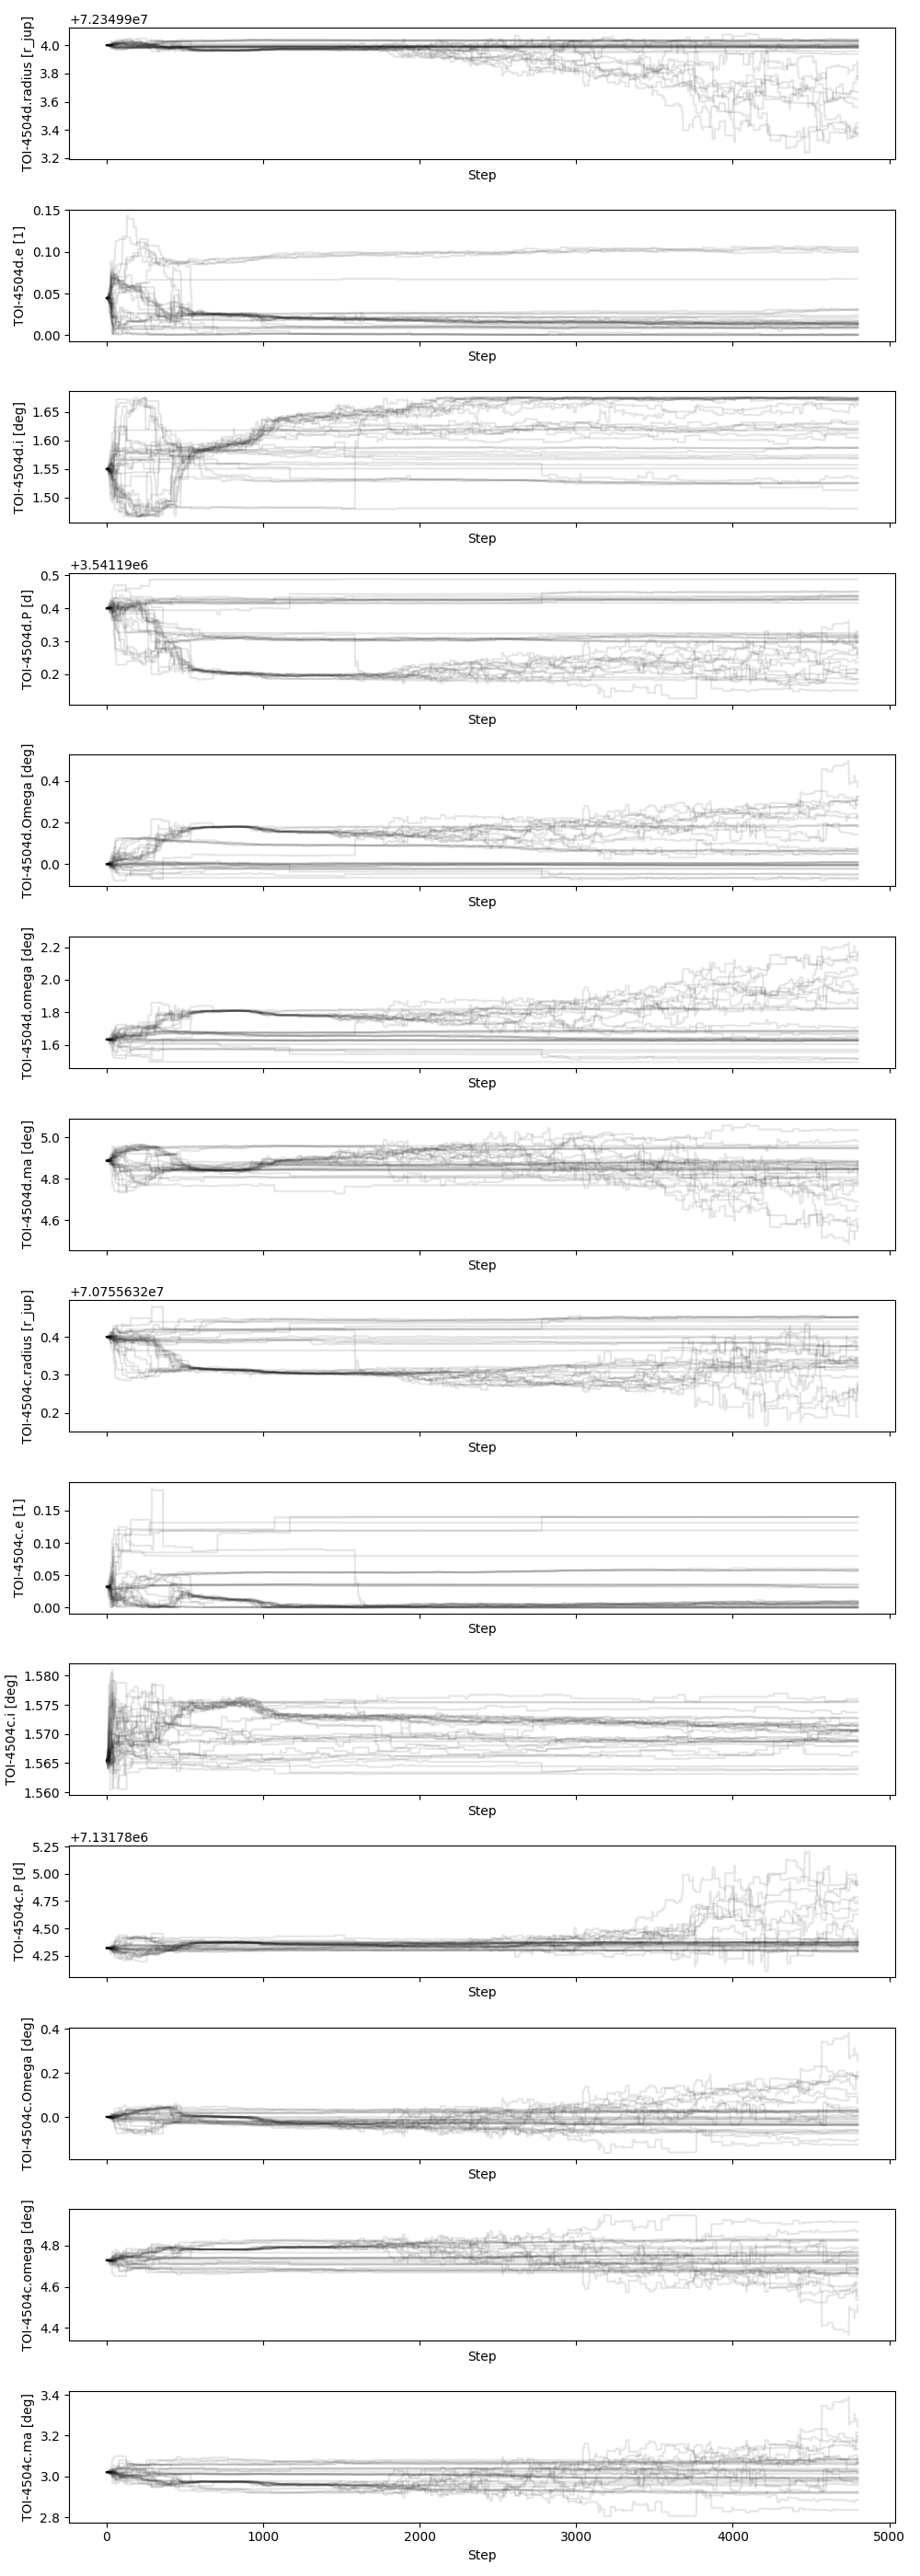 +7.23499e7
TOI-4504d.radius [r_jup]
4.0
3.8
3.6
3.4
3.2
Step
TOI-4504d.e [1]
0.15
0.10
0.05
0.00
Step
TOI-4504d.i [deg]
1.65
1.60
1.55
1.50
Step
+3.54119e6
TOI-4504d.P [d]
0.5
0.4
0.3
0.2
Step
TOI-4504d.Omega [deg]
0.4
0.2
0.0
Step
TOI-4504d.omega [deg]
2.2
2.0
1.8
1.6
Step
TOI-4504d.ma [deg]
5.0
4.8
4.6
Step
+7.0755632e7
TOI-4504c.radius [r_jup]
0.4
0.3
0.2
Step
TOI-4504c.e [1]
0.15
0.10
0.05
0.00
Step
TOI-4504c.i [deg]
1.580
1.575
1.570
1.565
1.560
Step
+7.13178e6
TOI-4504c.P [d]
5.25
5.00
4.75
4.50
4.25
Step
TOI-4504c.Omega [deg]
0.4
0.2
0.0
Step
TOI-4504c.omega [deg]
4.8
4.6
4.4
Step
TOI-4504c.ma [deg]
3.4
3.2
3.0
2.8
0 1000 2000 3000 4000 5000
Step